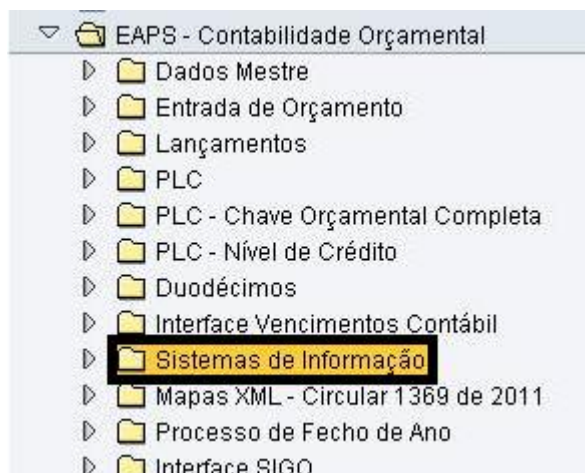 EAPS - Contabilidade Orçamental
Dados Mestre
Entrada de Orçamento
Lançamentos
PLC
PLC - Chave Orçamental Completa
PLC - Nível de Crédito
Duodécimos
Interface Vencimentos Contábil
Sistemas de Informação
Mapas XML - Circular 1369 de 2011
Processo de Fecho de Ano
Interface SIGO